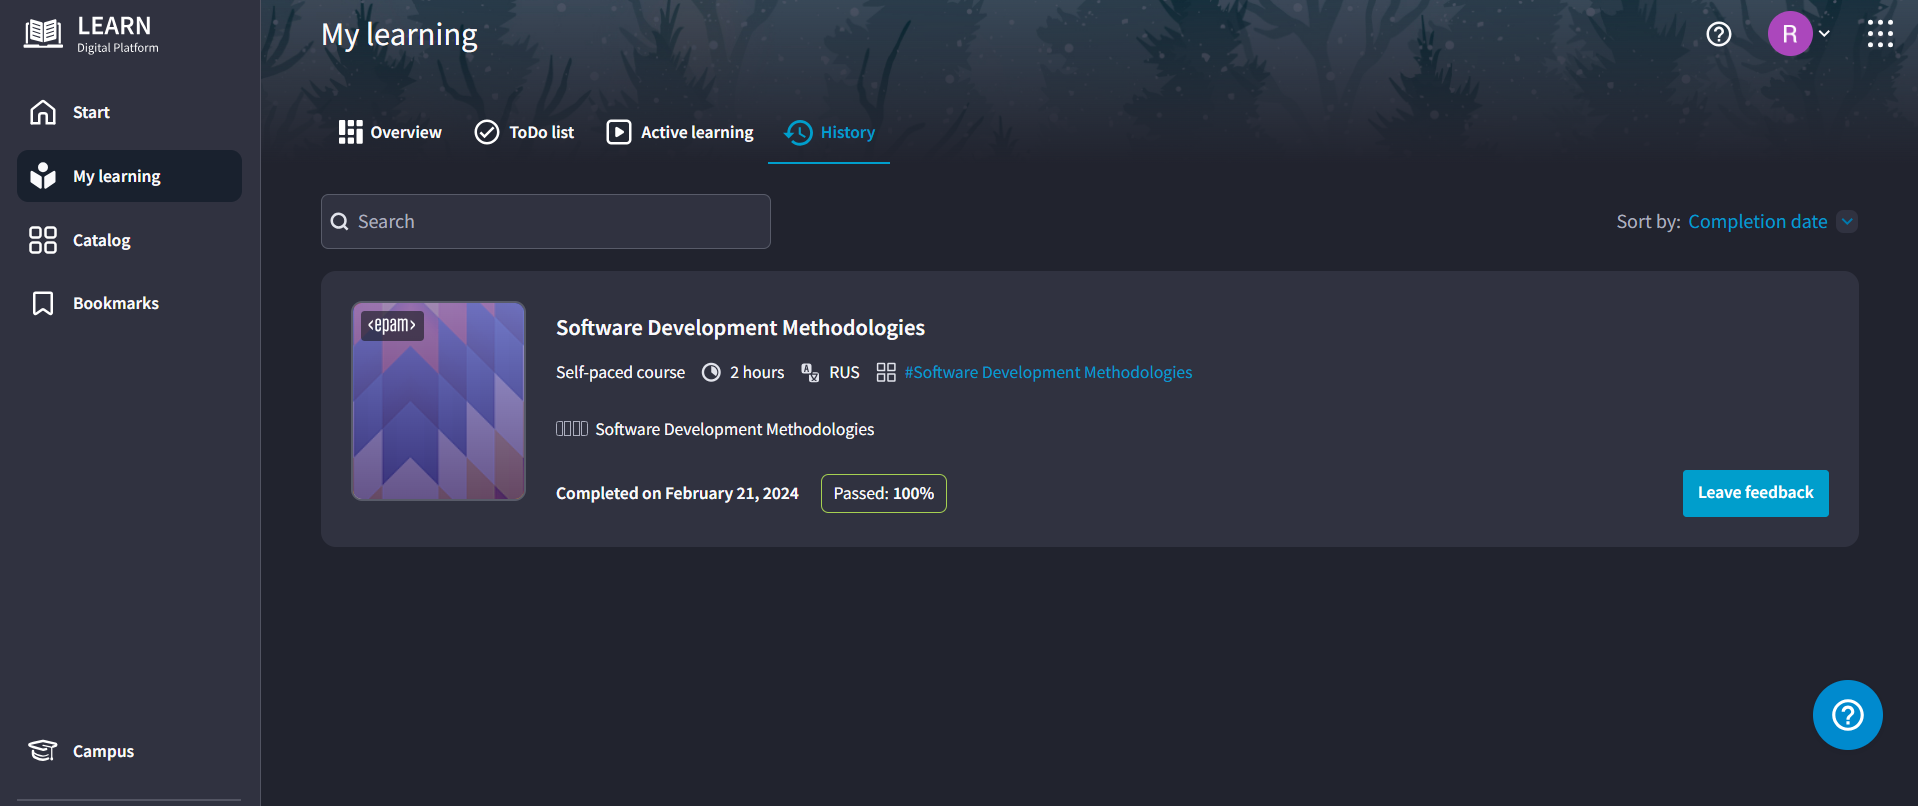 LEARN
Digital Platform
Start
My learning
Catalog
Bookmarks
Campus
My learning
R
Overview
ToDo list
Active learning
History
Search
Sort by: Completion date
<epam>
Software Development Methodologies
Self-paced course 2 hours RUS #Software Development Methodologies
Software Development Methodologies
Completed on February 21, 2024 Passed: 100%
Leave feedback